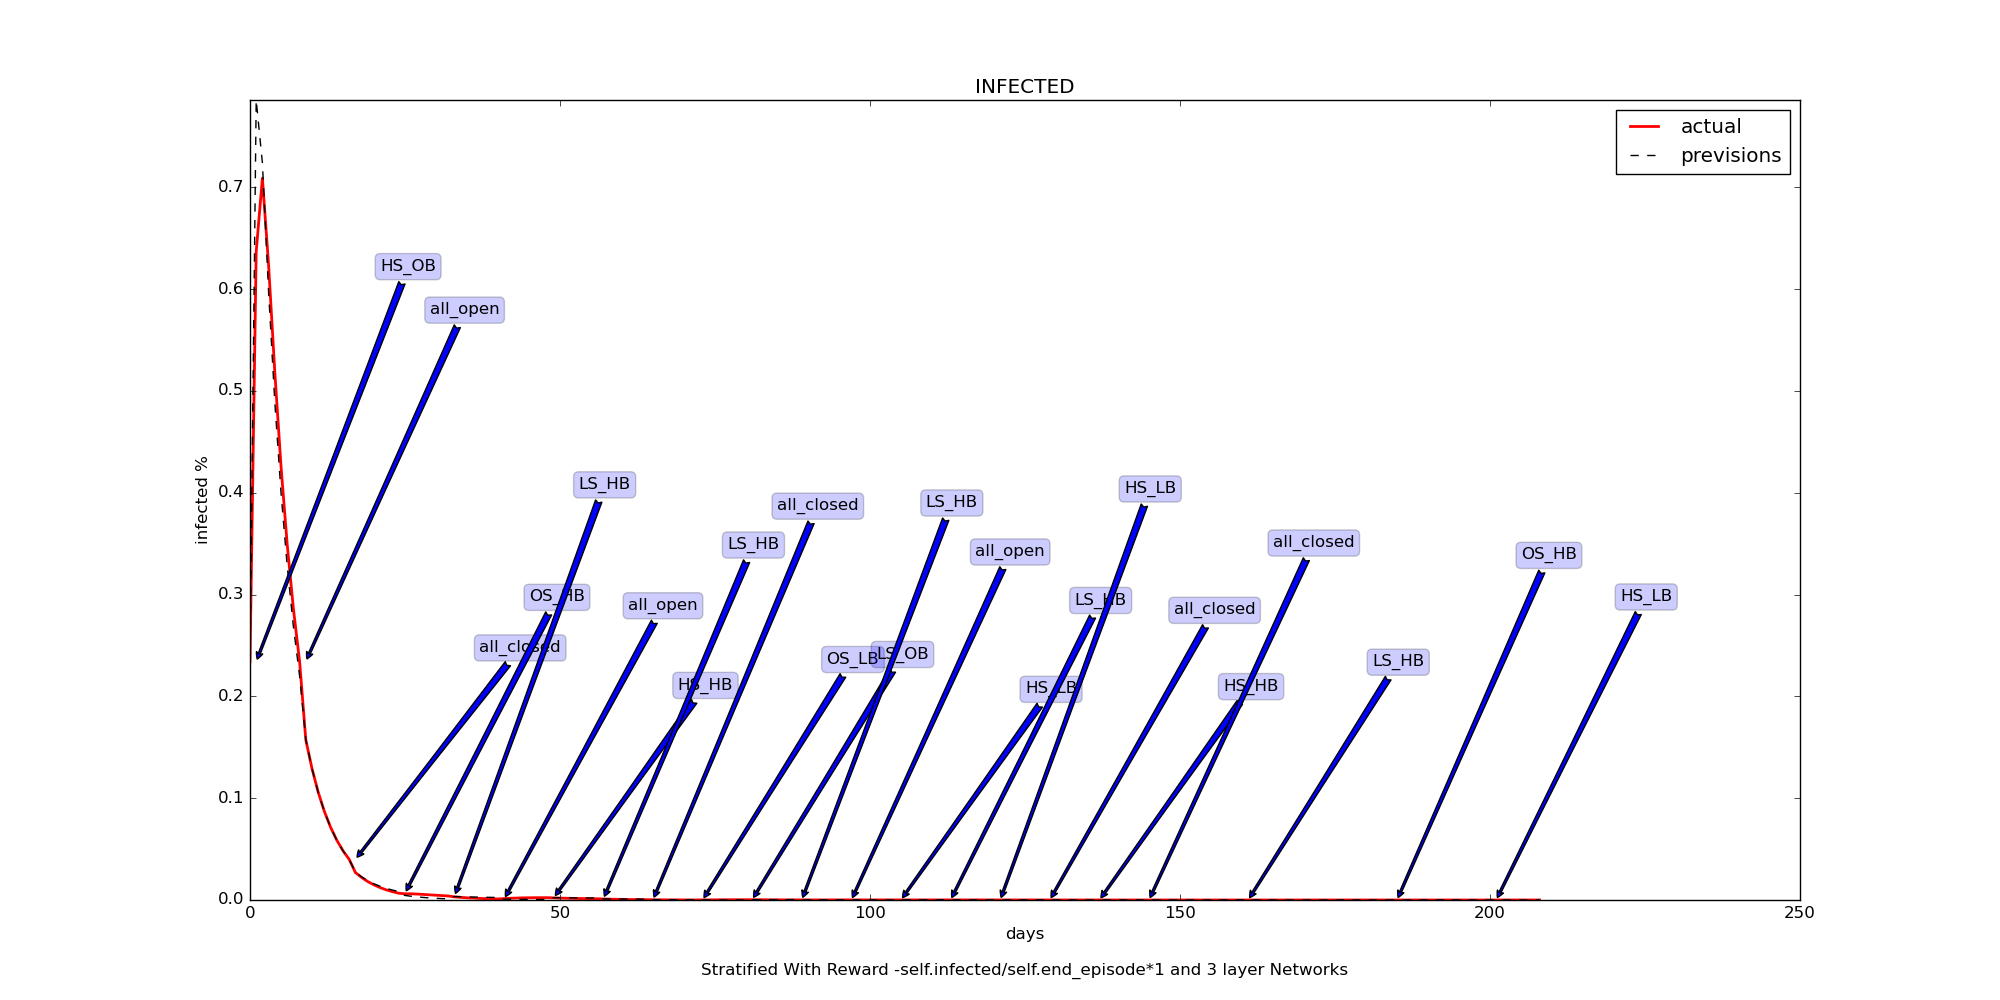 INFECTED
actual
previsions
0.7
0.6
0.5
0.4
0.3
0.2
0.1
0.0
infected %
HS_OB
all_open
all_closed
OS_HB
LS_HB
all_open
HS_HB
LS_HB
all_closed
OS_LB
LS_OB
LS_HB
all_open
HS_LB
LS_HB
HS_LB
all_closed
HS_HB
all_closed
LS_HB
OS_HB
HS_LB
0
50
100
150
200
250
days
Stratified With Reward -self.infected/self.end_episode*1 and 3 layer Networks